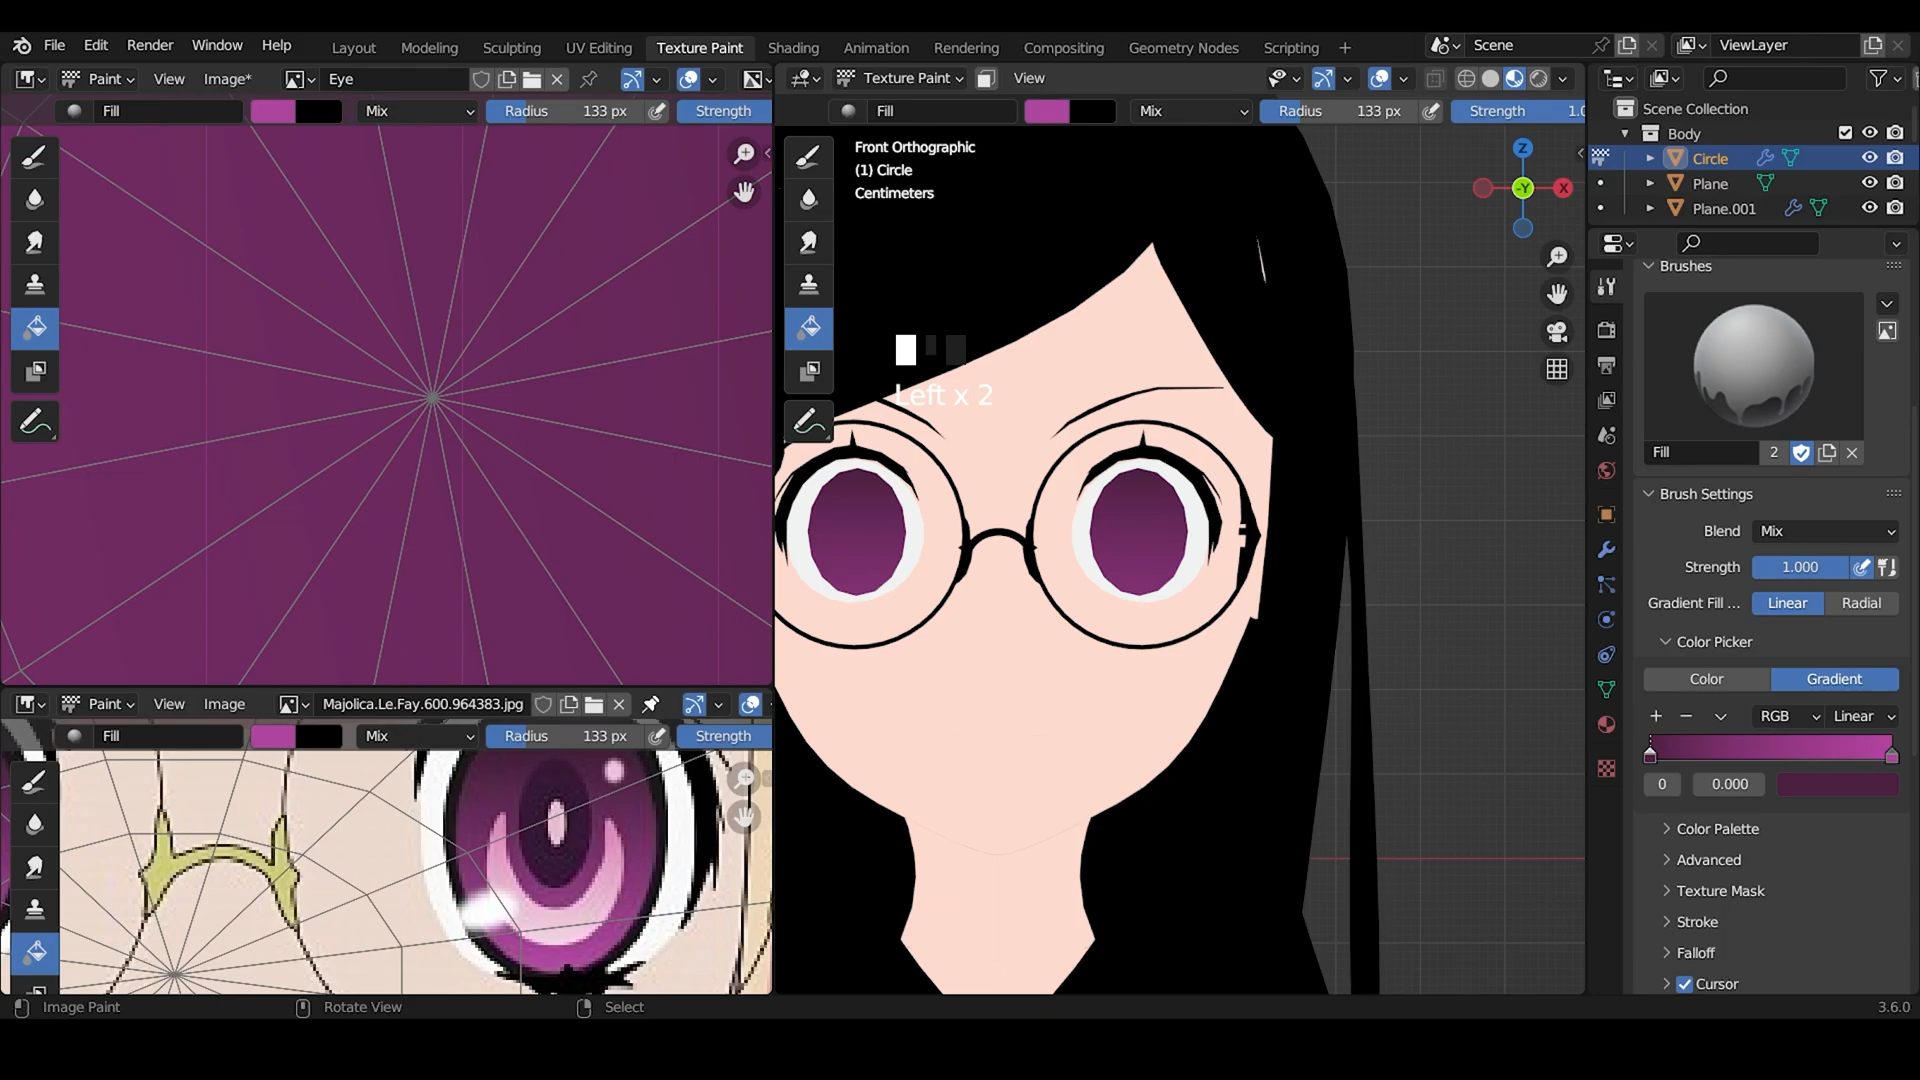 File Edit Render Window Help Layout Modeling Sculpting UV Editing Texture Paint Shading Animation Rendering Compositing Geometry Nodes Scripting + Scene ViewLayer
Paint View Image* Eye
Texture Paint View
Fill Mix Radius 133 px Strength
Fill Mix Radius 133 px Strength 1.0
Scene Collection
Body
Circle
Plane
Plane.001
Front Orthographic
(1) Circle
Centimeters
Z
-Y
X
Left x 2
Brushes
Fill 2
Brush Settings
Blend Mix
Strength 1.000
Gradient Fill ... Linear Radial
Color Picker
Color Gradient
RGB Linear
0 0.000
Color Palette
Advanced
Texture Mask
Stroke
Falloff
Cursor
Paint View Image Majolica.Le.Fay.600.964383.jpg
Fill Mix Radius 133 px Strength
Image Paint Rotate View Select 3.6.0